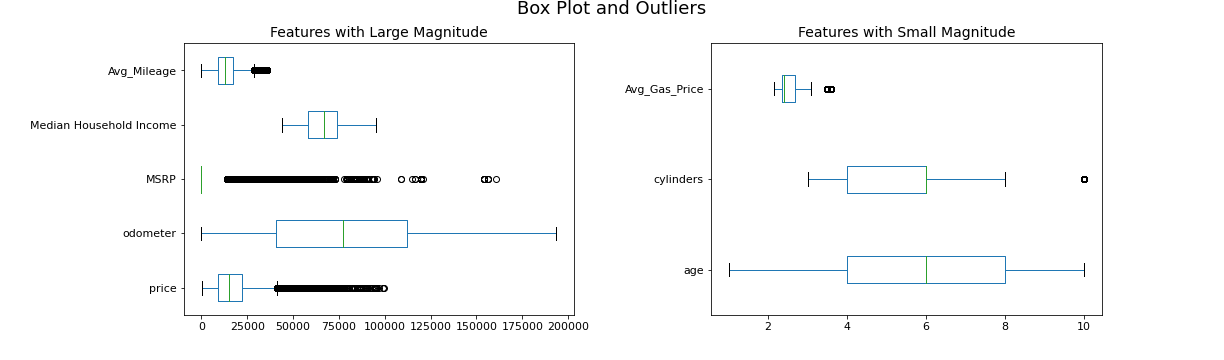 Box Plot and Outliers
Features with Large Magnitude
Avg_Mileage
Median Household Income
MSRP
odometer
price
0 25000 50000 75000 100000 125000 150000 175000 200000
Features with Small Magnitude
Avg_Gas_Price
cylinders
age
2 4 6 8 10